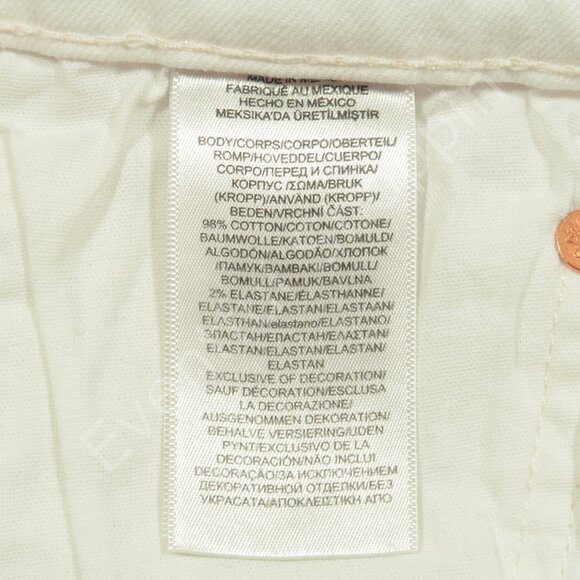 MADE IN MEXICO
FABRIQUÉ AU MEXIQUE
HECHO EN MÉXICO
MEKSIKA'DA ÜRETİLMİŞTİR
BODY/CORPS/CORPO/OBERTEIL/
ROMP/HOVEDDEL/CUERPO/
CORPO/ПЕРЕД И СПИНКА/
КОРПУС /ΣΩΜΑ/BRUK
(KROPP)/ANVÄND (KROPP)/
BEDEN/VRCHNÍ ČÁST:
98% COTTON/COTON/COTONE/
BAUMWOLLE/KATOEN/BOMULD/
ALGODÓN/ALGODÃO/ХЛОПОК
/ПАМУК/ΒΑΜΒΑΚΙ/BOMULL/
BOMULL/PAMUK/BAVLNA
2% ELASTANE/ÉLASTHANNE/
ELASTANE/ELASTAN/ELASTAAN/
ELASTHAN/elastano/ELASTANO/
ЭЛАСТАН/ЕЛАСТАН/ΕΛΑΣΤΑΝ/
ELASTAN/ELASTAN/ELASTAN/
ELASTAN
EXCLUSIVE OF DECORATION/
SAUF DÉCORATION/ESCLUSA
LA DECORAZIONE/
AUSGENOMMEN DEKORATION/
BEHALVE VERSIERING/UDEN
PYNT/EXCLUSIVO DE LA
DECORACIÓN/NÃO INCLUI
DECORAÇÃO/ЗА ИСКЛЮЧЕНИЕМ
ДЕКОРАТИВНОЙ ОТДЕЛКИ/БЕЗ
УКРАСАТА/ΑΠΟΚΛΕΙΣΤΙΚΗ ΑΠΟ